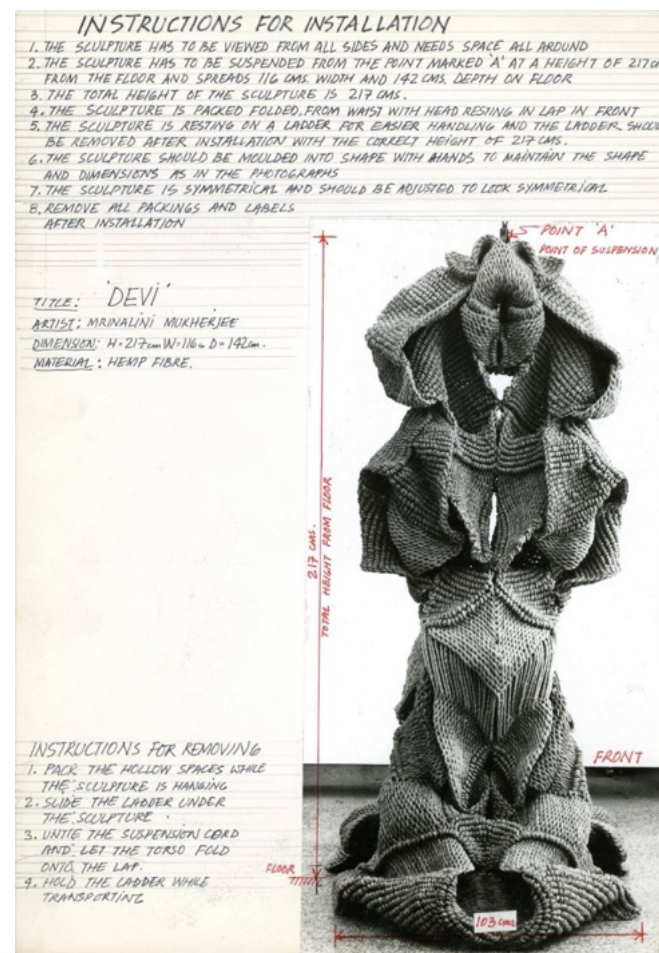 INSTRUCTIONS FOR INSTALLATION
1. THE SCULPTURE HAS TO BE VIEWED FROM ALL SIDES AND NEEDS SPACE ALL AROUND
2. THE SCULPTURE HAS TO BE SUSPENDED FROM THE POINT MARKED 'A' AT A HEIGHT OF 217
FROM THE FLOOR AND SPREADS 116 CMS. WIDTH AND 142 CMS. DEPTH ON FLOOR
3. THE TOTAL HEIGHT OF THE SCULPTURE IS 217 CMS.
4. THE SCULPTURE IS PACKED FOLDED, FROM WAIST WITH HEAD RESTING IN LAP IN FRONT
5. THE SCULPTURE IS RESTING ON A LADDER FOR EASIER HANDLING AND THE LADDER
BE REMOVED AFTER INSTALLATION WITH THE CORRECT HEIGHT OF 217 CMS.
6. THE SCULPTURE SHOULD BE MOULDED INTO SHAPE WITH HANDS TO MAINTAIN THE SHAPE
AND DIMENSIONS AS IN THE PHOTOGRAPHS
7. THE SCULPTURE IS SYMMETRICAL AND SHOULD BE ADJUSTED TO LOOK SYMMETRICAL
8. REMOVE ALL PACKINGS AND LABELS
AFTER INSTALLATION
POINT 'A'
POINT OF SUSPENSION
TITLE: 'DEVI'
ARTIST: MRINALINI MUKHERJEE
DIMENSION: H=217cm W=116c D=142cm.
MATERIAL: HEMP FIBRE.
217 CMS.
TOTAL HEIGHT FROM FLOOR
FRONT
INSTRUCTIONS FOR REMOVING
1. PACK THE HOLLOW SPACES WHILE
THE SCULPTURE IS HANGING
2. SLIDE THE LADDER UNDER
THE SCULPTURE.
3. UNTIE THE SUSPENSION CORD
AND LET THE TORSO FOLD
ONTO THE LAP.
4. HOLD THE LADDER WHILE
TRANSPORTING
FLOOR
103 cms